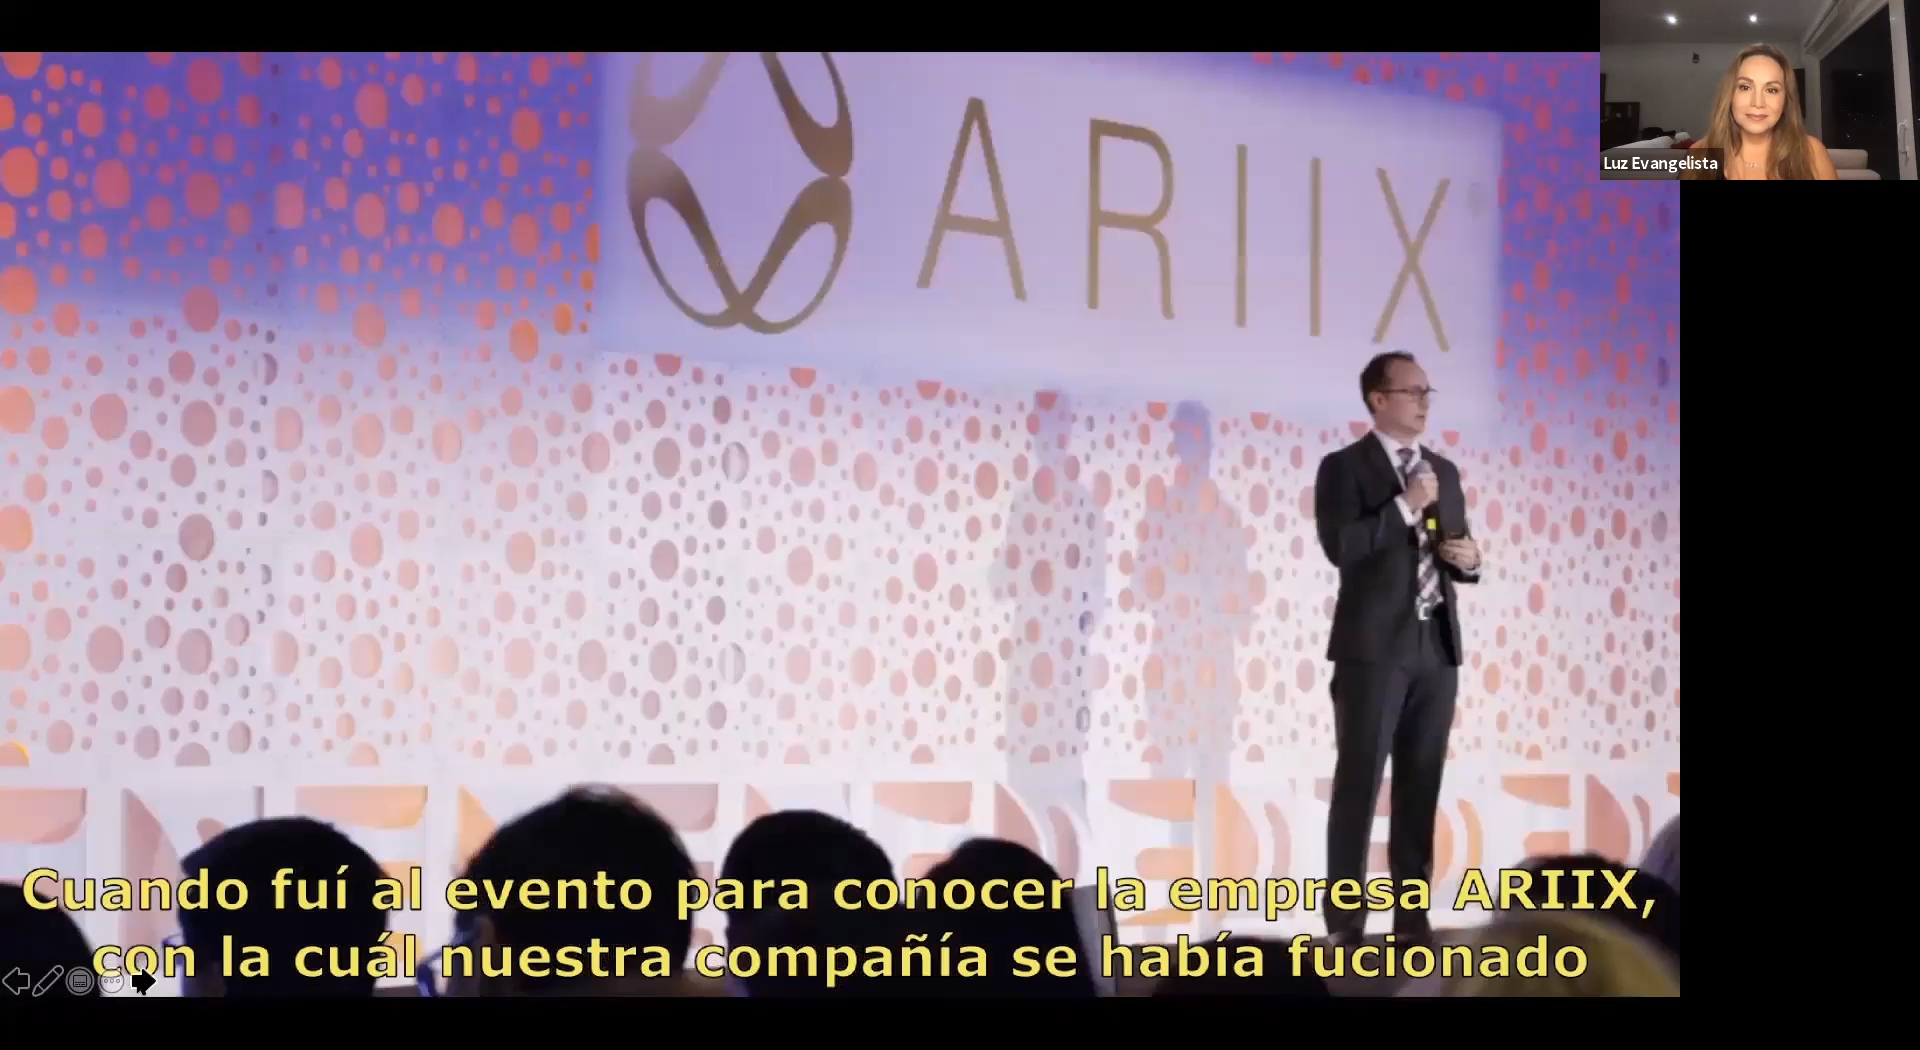 ARIIX
Luz Evangelista
Cuando fuí al evento para conocer la empresa ARIIX,
con la cuál nuestra compañía se había fucionado